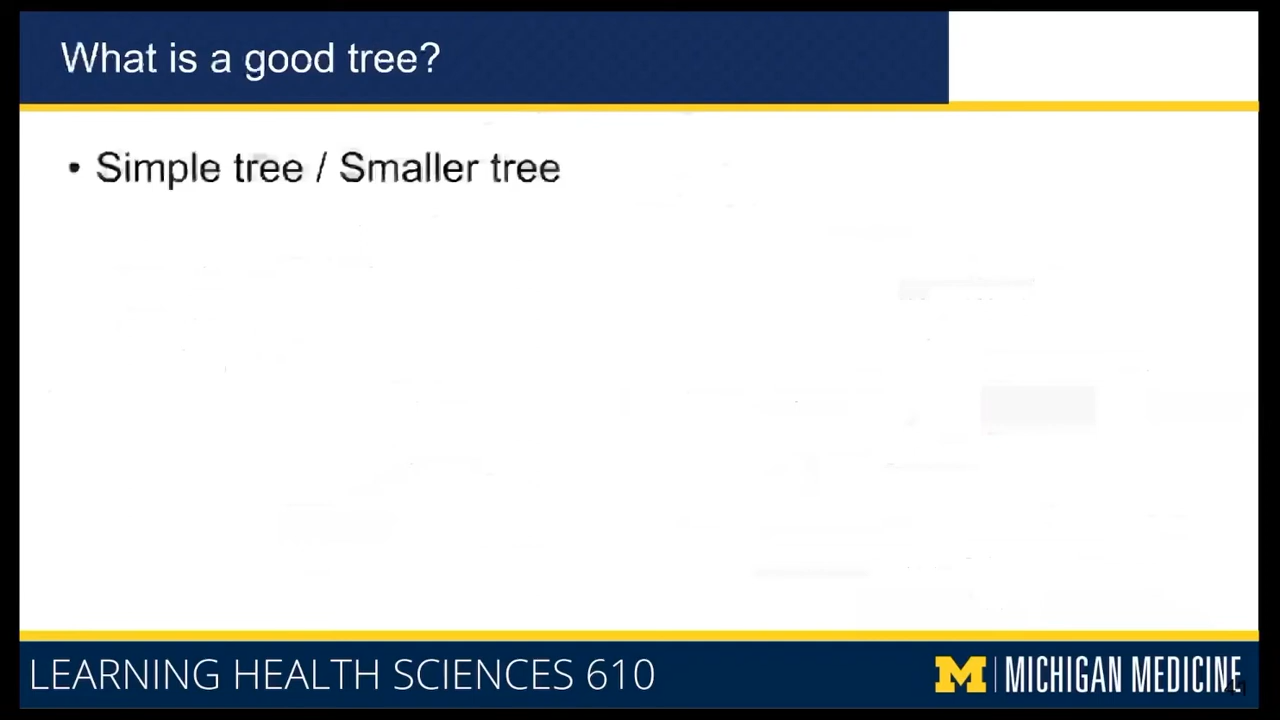 What is a good tree?
• Simple tree / Smaller tree
LEARNING HEALTH SCIENCES 610
M | MICHIGAN MEDICINE